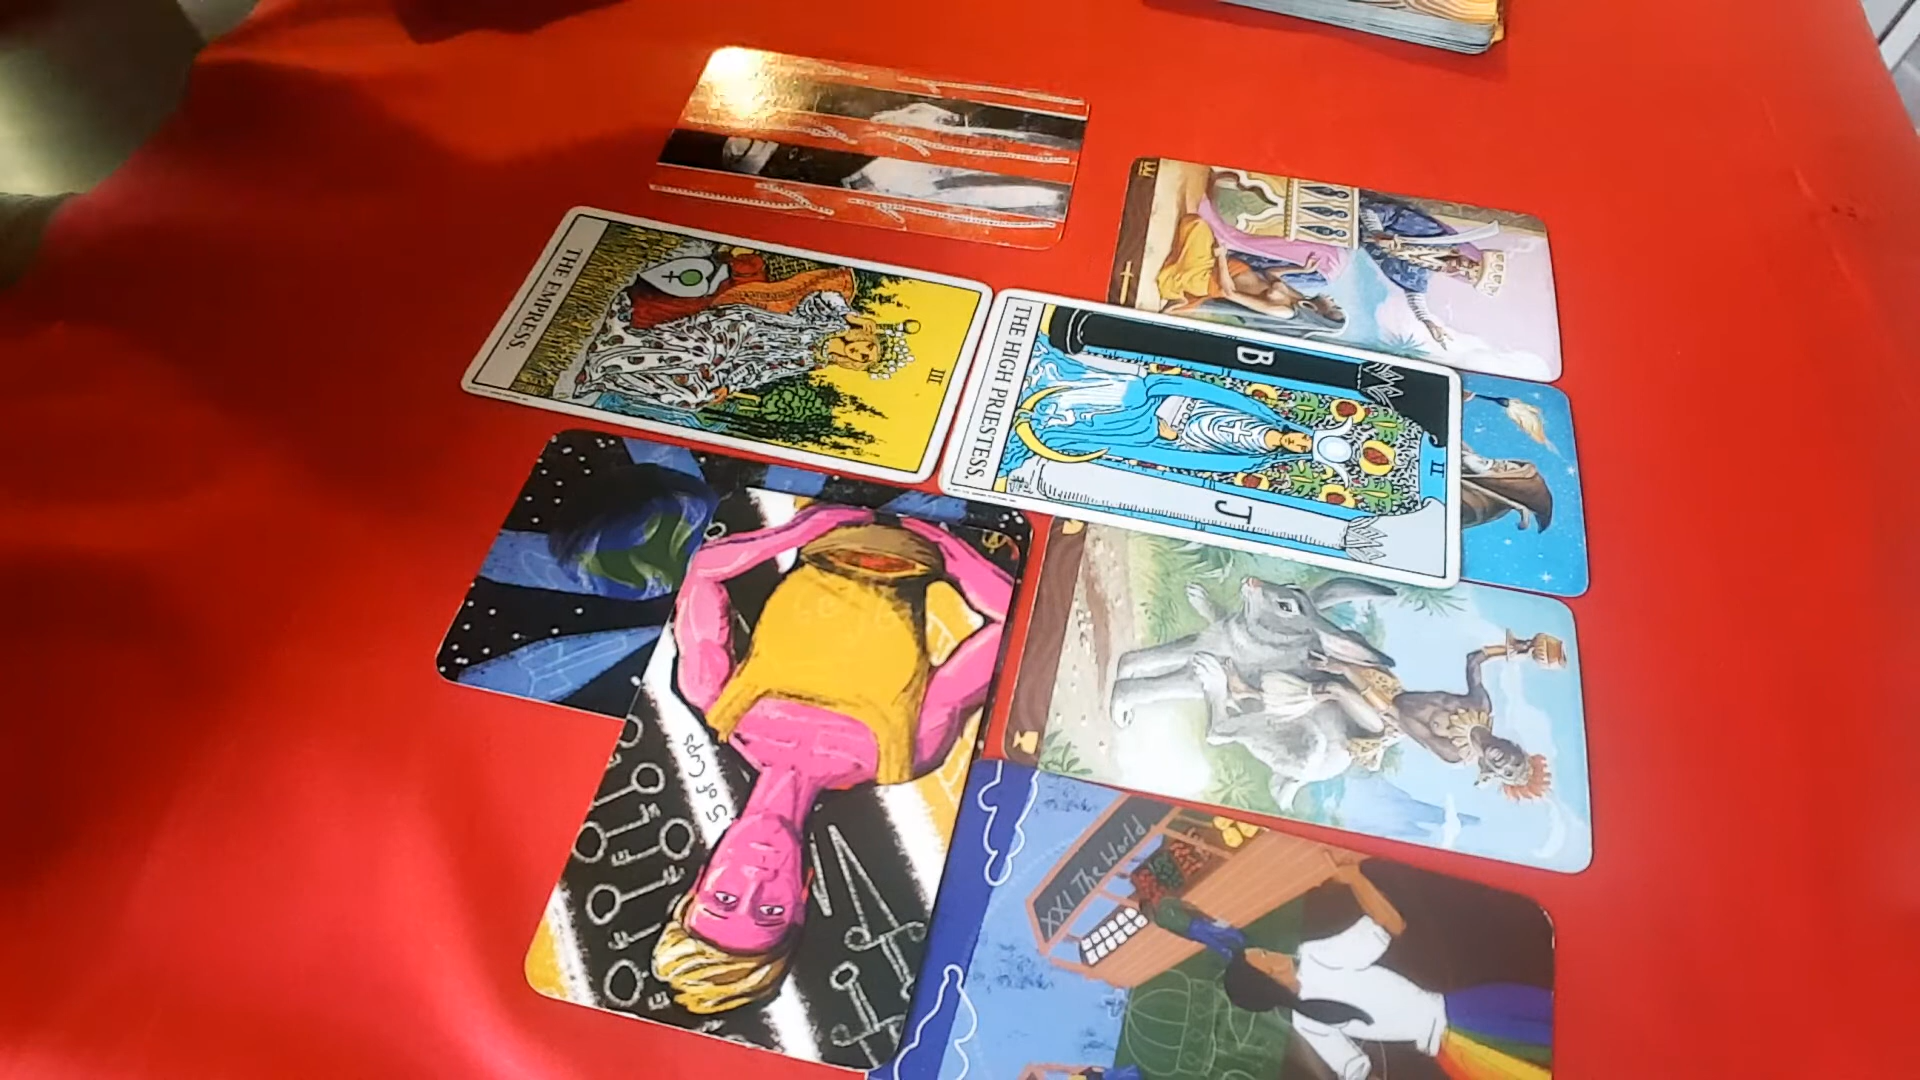 THE EMPRESS.
III
THE HIGH PRIESTESS.
B
J
II
5 of Cups
XXI The World